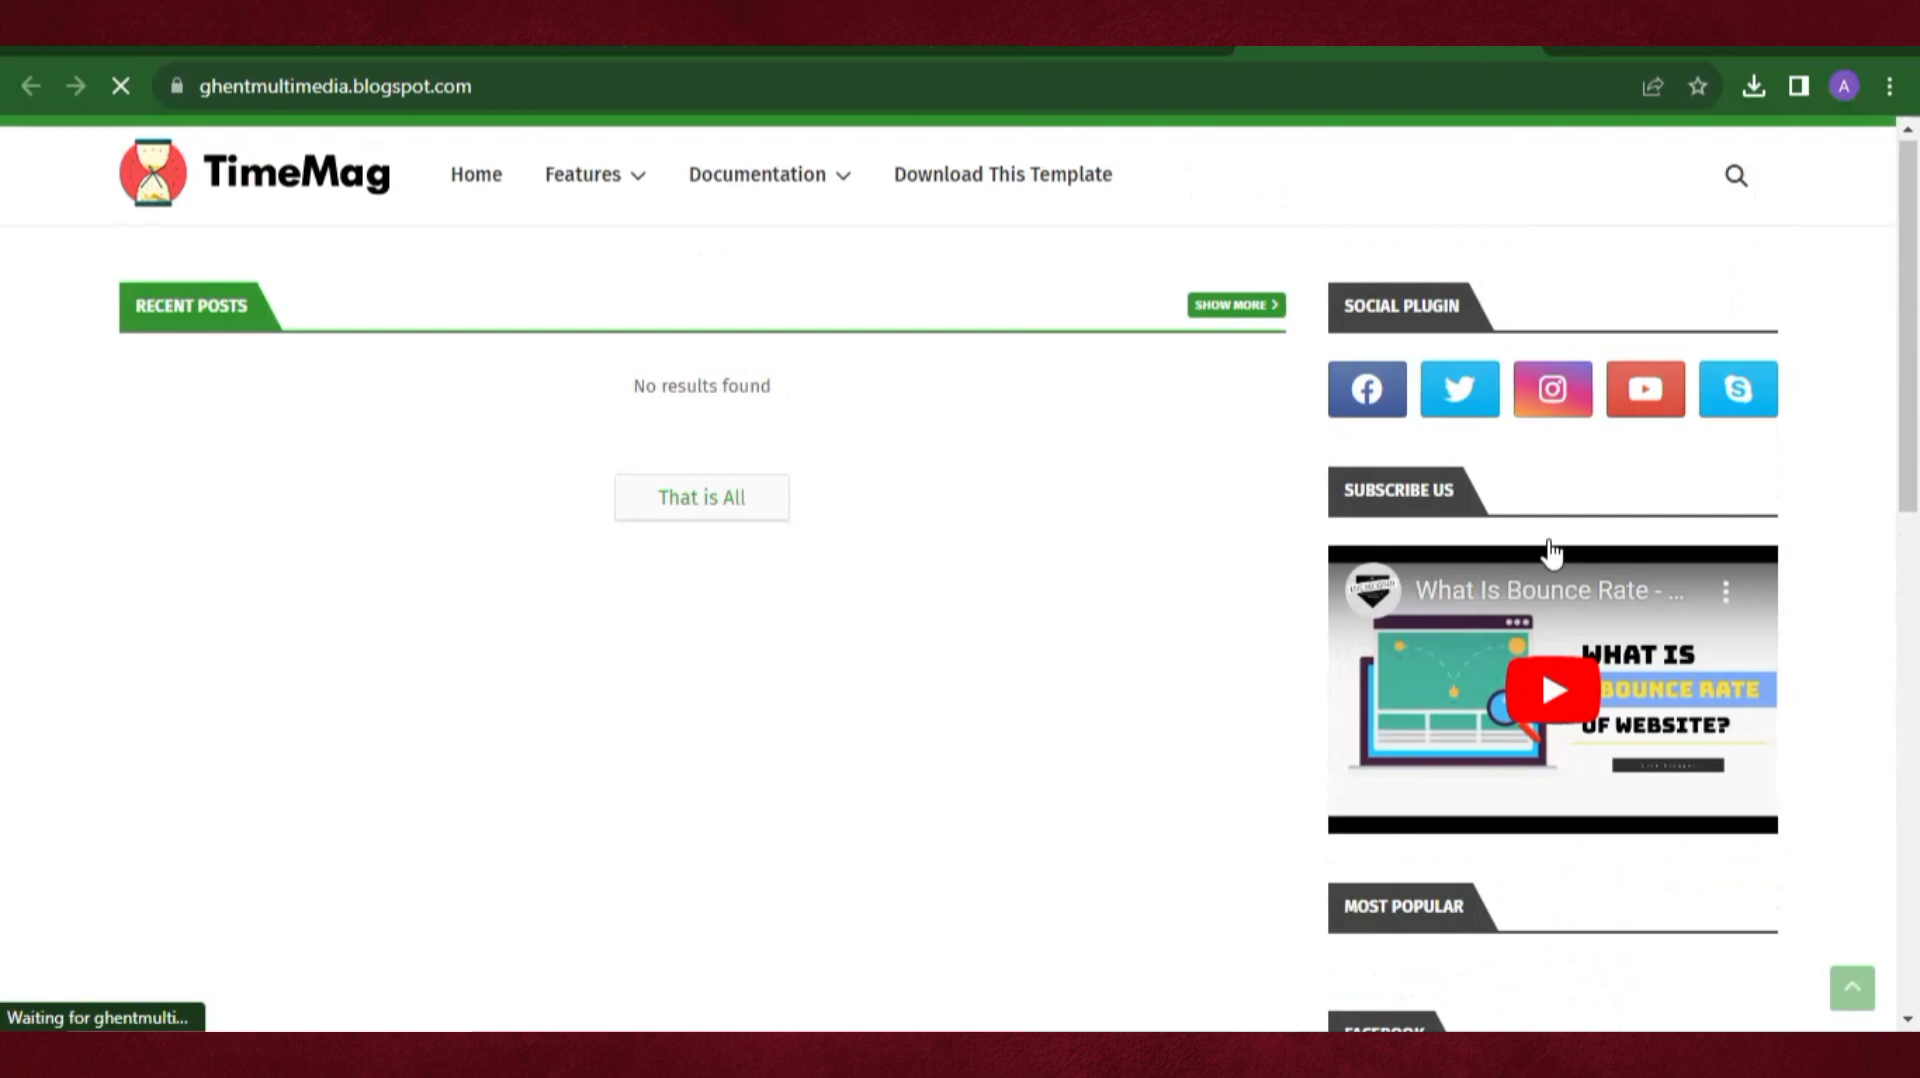 ghentmultimedia.blogspot.com
A
TimeMag
Home
Features
Documentation
Download This Template
RECENT POSTS
SHOW MORE
SOCIAL PLUGIN
No results found
That is All
SUBSCRIBE US
What Is Bounce Rate - ...
WHAT IS
BOUNCE RATE
OF WEBSITE?
MOST POPULAR
FACEBOOK
Waiting for ghentmulti...